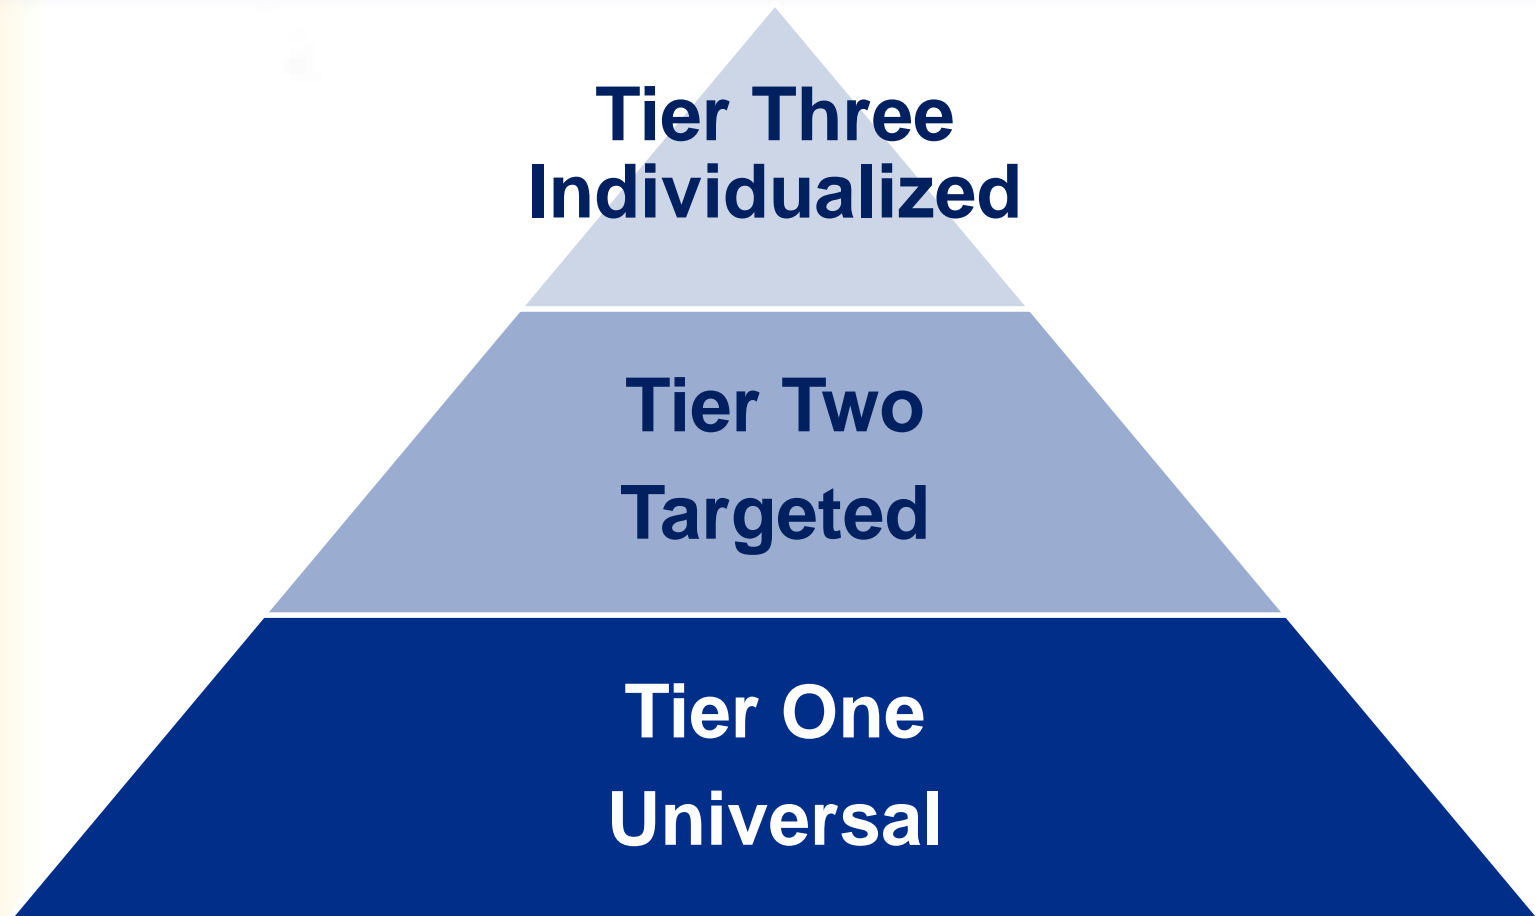 Tier Three
Individualized
Tier Two
Targeted
Tier One
Universal